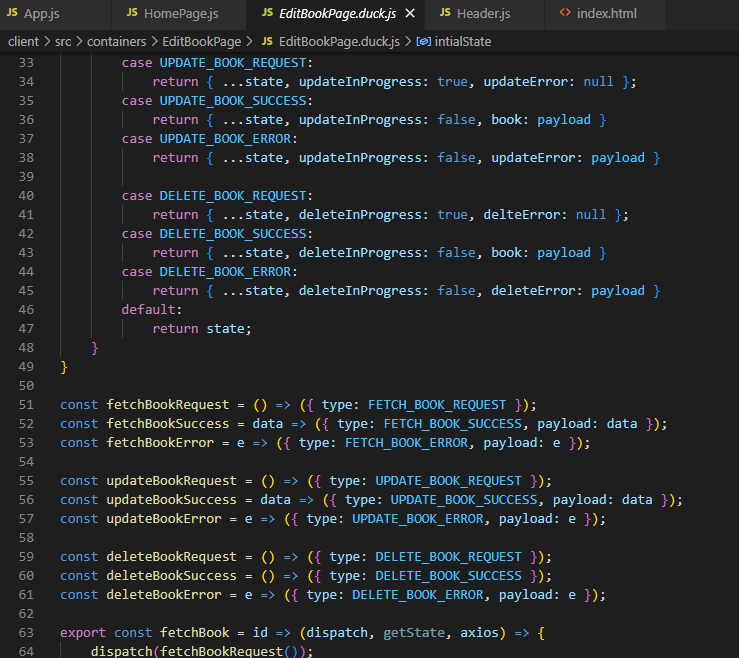 JS App.js JS HomePage.js JS EditBookPage.duck.js × JS Header.js <> index.html
client > src > containers > EditBookPage > JS EditBookPage.duck.js > intialState
33 case UPDATE_BOOK_REQUEST:
34 return { ...state, updateInProgress: true, updateError: null };
35 case UPDATE_BOOK_SUCCESS:
36 return { ...state, updateInProgress: false, book: payload }
37 case UPDATE_BOOK_ERROR:
38 return { ...state, updateInProgress: false, updateError: payload }
39
40 case DELETE_BOOK_REQUEST:
41 return { ...state, deleteInProgress: true, delteError: null };
42 case DELETE_BOOK_SUCCESS:
43 return { ...state, deleteInProgress: false, book: payload }
44 case DELETE_BOOK_ERROR:
45 return { ...state, deleteInProgress: false, deleteError: payload }
46 default:
47 return state;
48 }
49 }
50
51 const fetchBookRequest = () => ({ type: FETCH_BOOK_REQUEST });
52 const fetchBookSuccess = data => ({ type: FETCH_BOOK_SUCCESS, payload: data });
53 const fetchBookError = e => ({ type: FETCH_BOOK_ERROR, payload: e });
54
55 const updateBookRequest = () => ({ type: UPDATE_BOOK_REQUEST });
56 const updateBookSuccess = data => ({ type: UPDATE_BOOK_SUCCESS, payload: data });
57 const updateBookError = e => ({ type: UPDATE_BOOK_ERROR, payload: e });
58
59 const deleteBookRequest = () => ({ type: DELETE_BOOK_REQUEST });
60 const deleteBookSuccess = () => ({ type: DELETE_BOOK_SUCCESS });
61 const deleteBookError = e => ({ type: DELETE_BOOK_ERROR, payload: e });
62
63 export const fetchBook = id => (dispatch, getState, axios) => {
64 dispatch(fetchBookRequest());